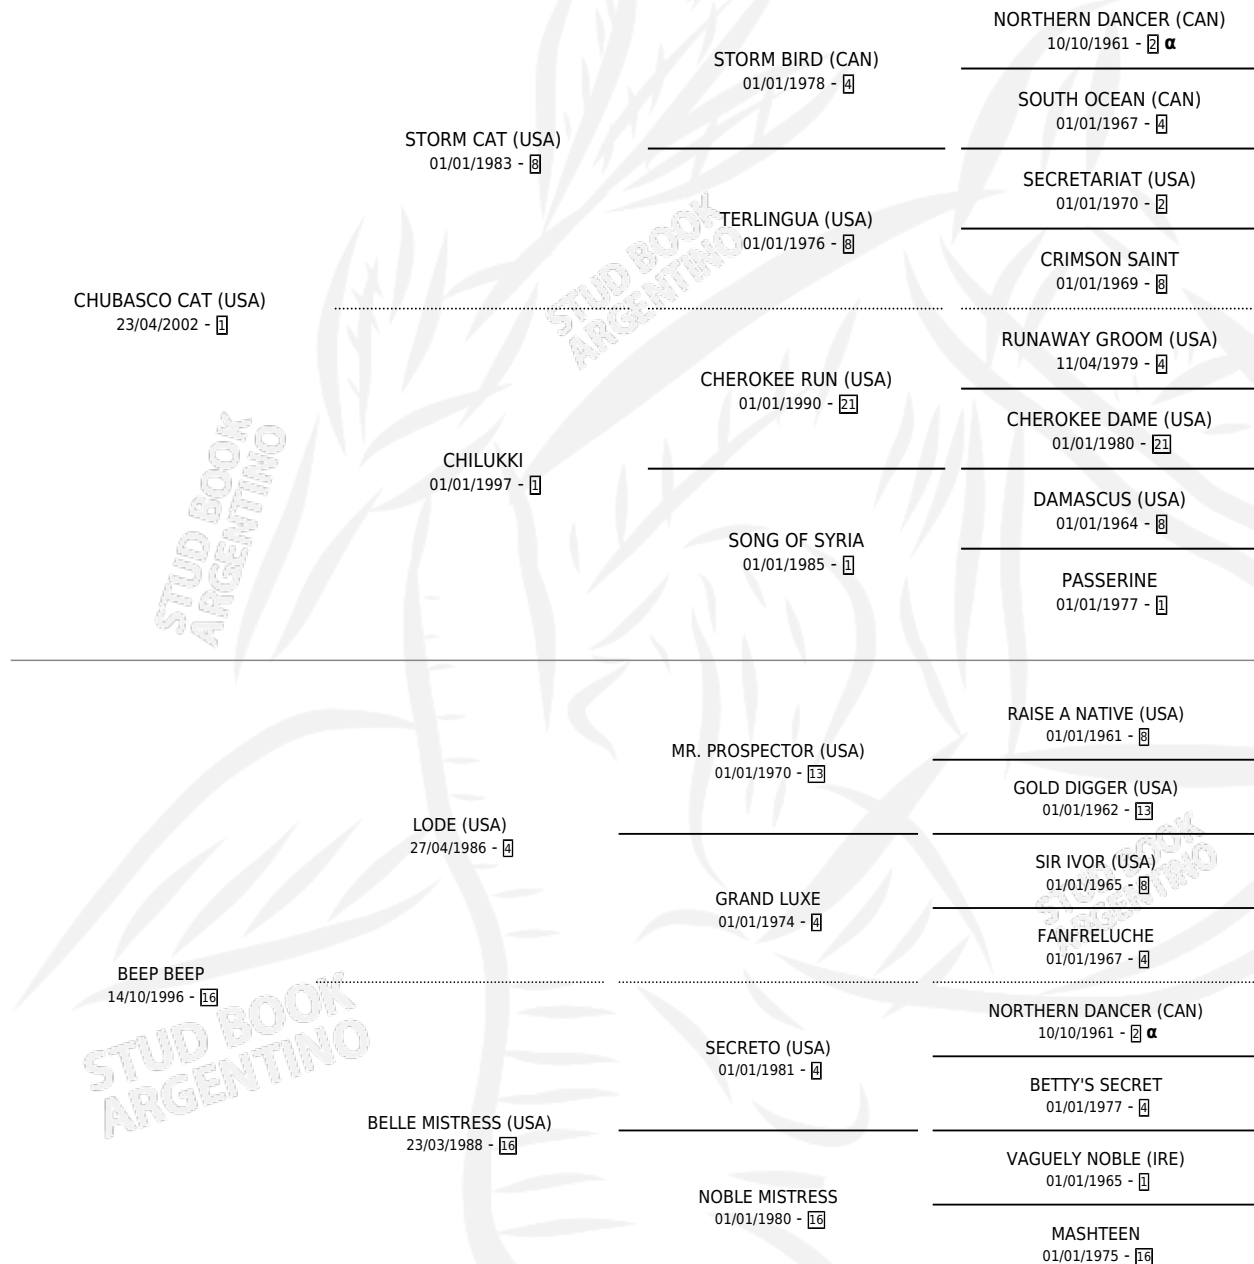 NORTHERN DANCER (CAN)
10/10/1961 - 2 α
STORM BIRD (CAN)
01/01/1978 - 4
SOUTH OCEAN (CAN)
01/01/1967 - 4
STORM CAT (USA)
01/01/1983 - 8
SECRETARIAT (USA)
01/01/1970 - 2
TERLINGUA (USA)
01/01/1976 - 8
CRIMSON SAINT
01/01/1969 - 8
CHUBASCO CAT (USA)
23/04/2002 - 1
RUNAWAY GROOM (USA)
11/04/1979 - 4
CHEROKEE RUN (USA)
01/01/1990 - 21
CHEROKEE DAME (USA)
01/01/1980 - 21
CHILUKKI
01/01/1997 - 1
DAMASCUS (USA)
01/01/1964 - 8
SONG OF SYRIA
01/01/1985 - 1
PASSERINE
01/01/1977 - 1
RAISE A NATIVE (USA)
01/01/1961 - 8
MR. PROSPECTOR (USA)
01/01/1970 - 13
GOLD DIGGER (USA)
01/01/1962 - 13
LODE (USA)
27/04/1986 - 4
SIR IVOR (USA)
01/01/1965 - 8
GRAND LUXE
01/01/1974 - 4
FANFRELUCHE
01/01/1967 - 4
BEEP BEEP
14/10/1996 - 16
NORTHERN DANCER (CAN)
10/10/1961 - 2 α
SECRETO (USA)
01/01/1981 - 4
BETTY'S SECRET
01/01/1977 - 4
BELLE MISTRESS (USA)
23/03/1988 - 16
VAGUELY NOBLE (IRE)
01/01/1965 - 1
NOBLE MISTRESS
01/01/1980 - 16
MASHTEEN
01/01/1975 - 16
STUD BOOK
ARGENTINO
STUD BOOK
ARGENTINO
STUD BOOK
ARGENTINO
STUD BOOK
ARGENTINO